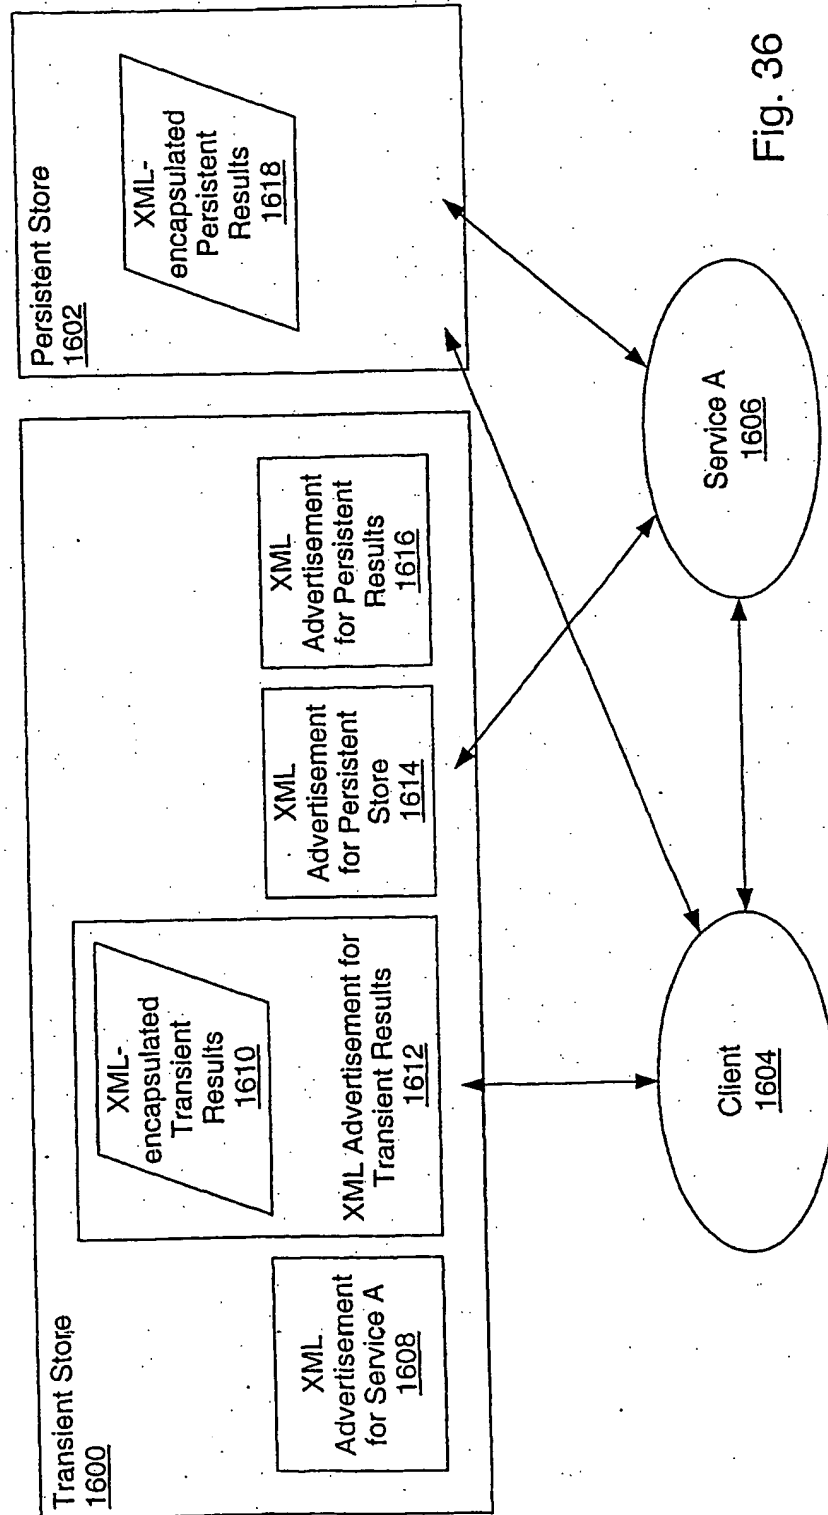 Transient Store
1600
XML
Advertisement
for Service A
1608
XML-
encapsulated
Transient
Results
1610
XML Advertisement for
Transient Results
1612
XML
Advertisement
for Persistent
Store
1614
XML
Advertisement
for Persistent
Results
1616
Persistent Store
1602
XML-
encapsulated
Persistent
Results
1618
Client
1604
Service A
1606
Fig. 36